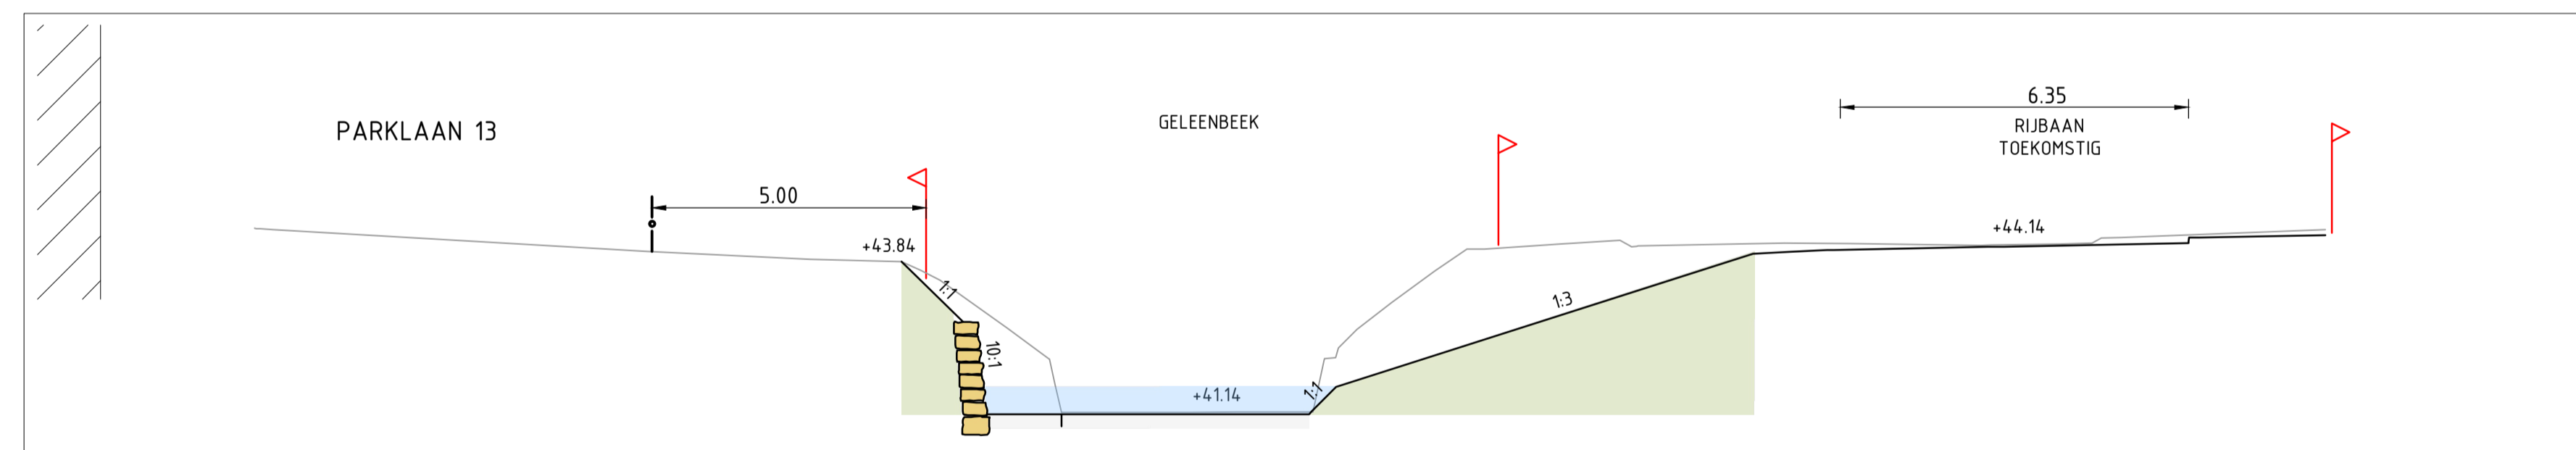 PARKLAAN 13
GELEENBEEK
6.35
RIJBAAN
TOEKOMSTIG
5.00
+43.84
+44.14
1:1
10:1
+41.14
1:1
1:3